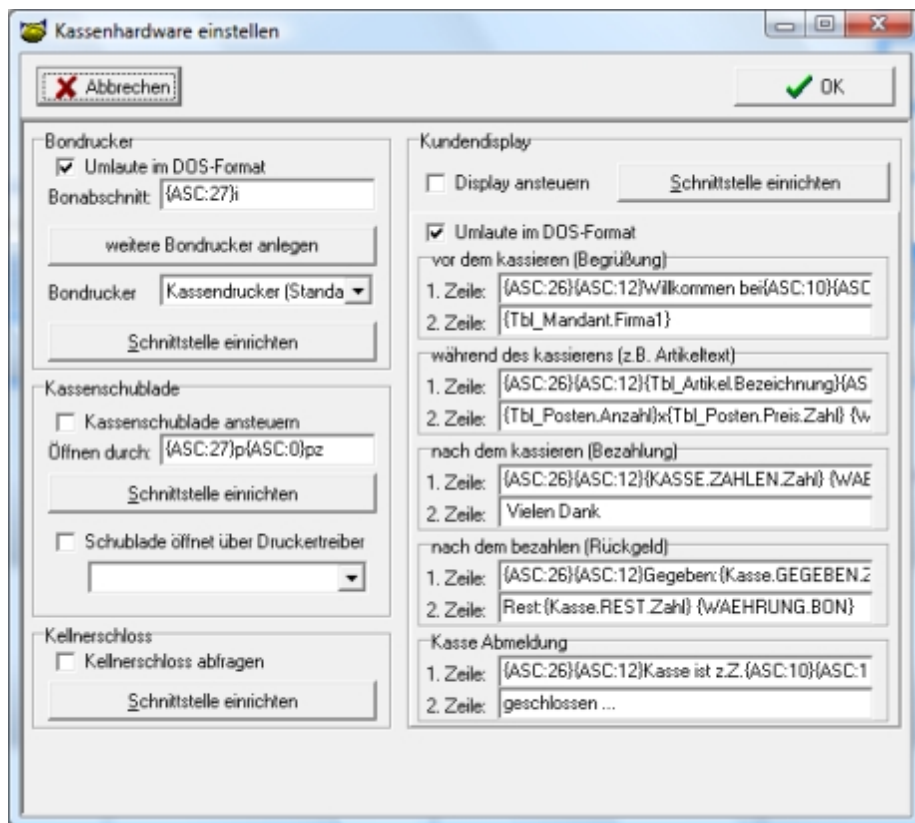 Kassenhardware einstellen
Abbrechen
OK
Bondrucker
Umlaute im DOS-Format
Bonabschnitt: {ASC:27}i
weitere Bondrucker anlegen
Bondrucker Kassendrucker (Standa
Schnittstelle einrichten
Kassenschublade
Kassenschublade ansteuern
Öffnen durch: {ASC:27}p{ASC:0}pz
Schnittstelle einrichten
Schublade öffnet über Druckertreiber
Kellnerschloss
Kellnerschloss abfragen
Schnittstelle einrichten
Kundendisplay
Display ansteuern
Schnittstelle einrichten
Umlaute im DOS-Format
vor dem kassieren (Begrüßung)
1. Zeile: {ASC:26}{ASC:12}Willkommen bei{ASC:10}{ASC
2. Zeile: {Tbl_Mandant.Firma1}
während des kassierens (z.B. Artikeltext)
1. Zeile: {ASC:26}{ASC:12}{Tbl_Artikel.Bezeichnung}{AS
2. Zeile: {Tbl_Posten.Anzahl}x{Tbl_Posten.Preis.Zahl} {W
nach dem kassieren (Bezahlung)
1. Zeile: {ASC:26}{ASC:12}{KASSE.ZAHLEN.Zahl} {WAE
2. Zeile: Vielen Dank
nach dem bezahlen (Rückgeld)
1. Zeile: {ASC:26}{ASC:12}Gegeben:{Kasse.GEGEBEN.Z
2. Zeile: Rest:{Kasse.REST.Zahl} {WAEHRUNG.BON}
Kasse Abmeldung
1. Zeile: {ASC:26}{ASC:12}Kasse ist z.Z.{ASC:10}{ASC:1
2. Zeile: geschlossen ...